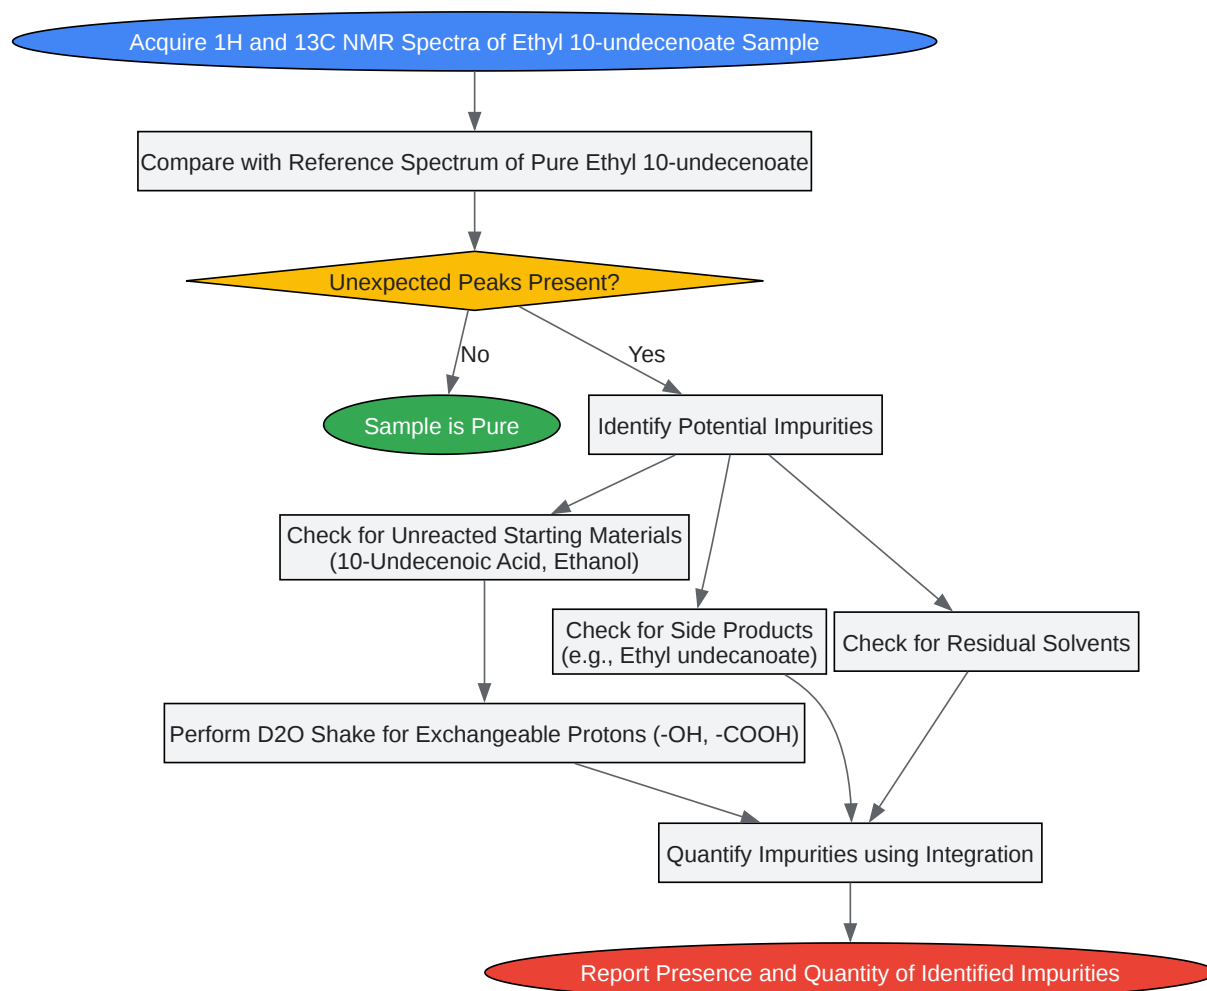 Acquire 1H and 13C NMR Spectra of Ethyl 10-undecenoate Sample
Compare with Reference Spectrum of Pure Ethyl 10-undecenoate
Unexpected Peaks Present?
No
Yes
Sample is Pure
Identify Potential Impurities
Check for Unreacted Starting Materials
(10-Undecenoic Acid, Ethanol)
Check for Side Products
(e.g., Ethyl undecanoate)
Check for Residual Solvents
Perform D2O Shake for Exchangeable Protons (-OH, -COOH)
Quantify Impurities using Integration
Report Presence and Quantity of Identified Impurities